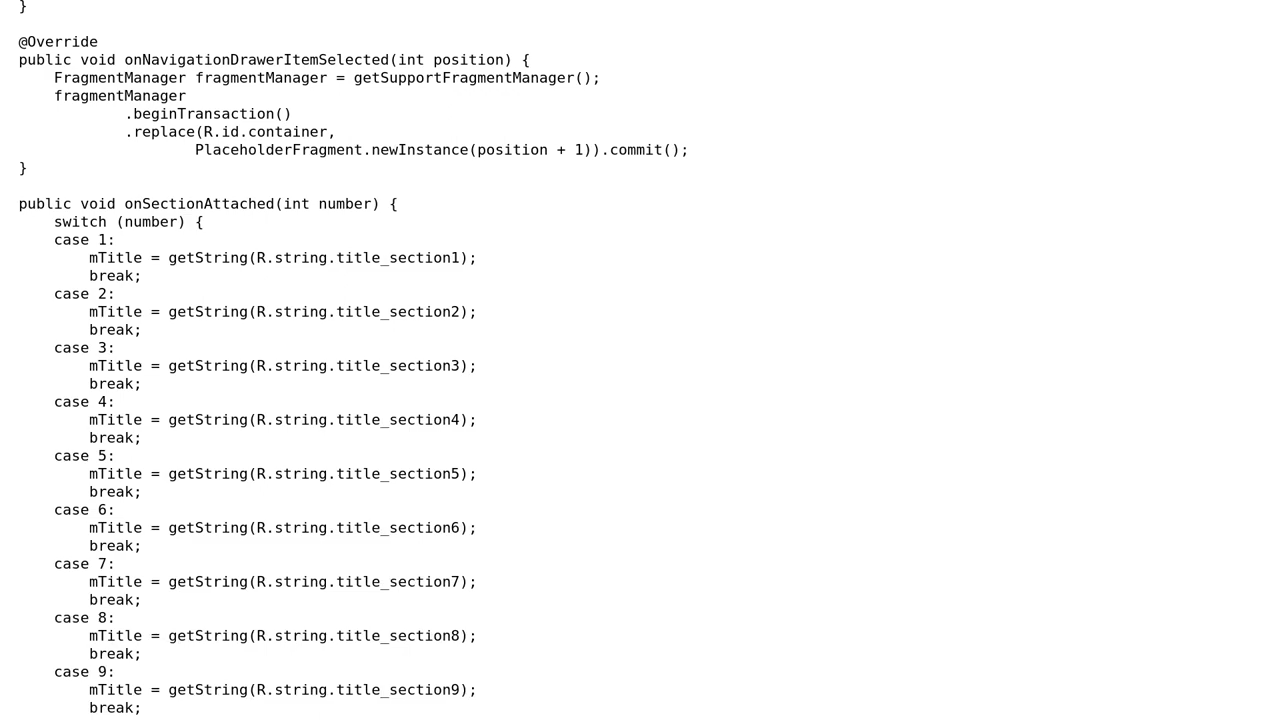 }

@Override
public void onNavigationDrawerItemSelected(int position) {
    FragmentManager fragmentManager = getSupportFragmentManager();
    fragmentManager
            .beginTransaction()
            .replace(R.id.container,
                    PlaceholderFragment.newInstance(position + 1)).commit();
}

public void onSectionAttached(int number) {
    switch (number) {
    case 1:
        mTitle = getString(R.string.title_section1);
        break;
    case 2:
        mTitle = getString(R.string.title_section2);
        break;
    case 3:
        mTitle = getString(R.string.title_section3);
        break;
    case 4:
        mTitle = getString(R.string.title_section4);
        break;
    case 5:
        mTitle = getString(R.string.title_section5);
        break;
    case 6:
        mTitle = getString(R.string.title_section6);
        break;
    case 7:
        mTitle = getString(R.string.title_section7);
        break;
    case 8:
        mTitle = getString(R.string.title_section8);
        break;
    case 9:
        mTitle = getString(R.string.title_section9);
        break;